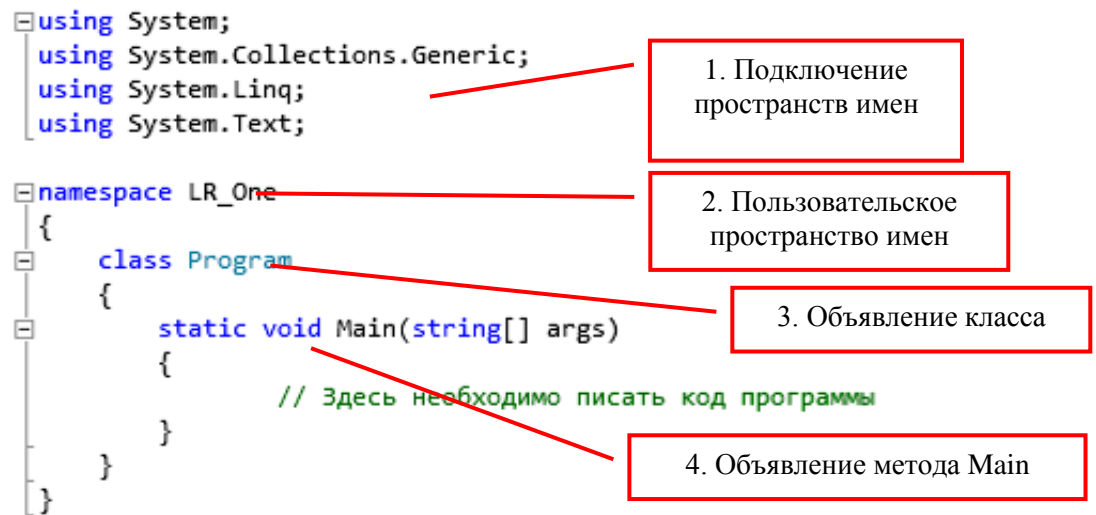 using System;
using System.Collections.Generic;
using System.Linq;
using System.Text;
1. Подключение
пространств имен
namespace LR_One
2. Пользовательское
пространство имен
{
class Program
{
3. Объявление класса
static void Main(string[] args)
{
// Здесь необходимо писать код программы
}
4. Объявление метода Main
}
}